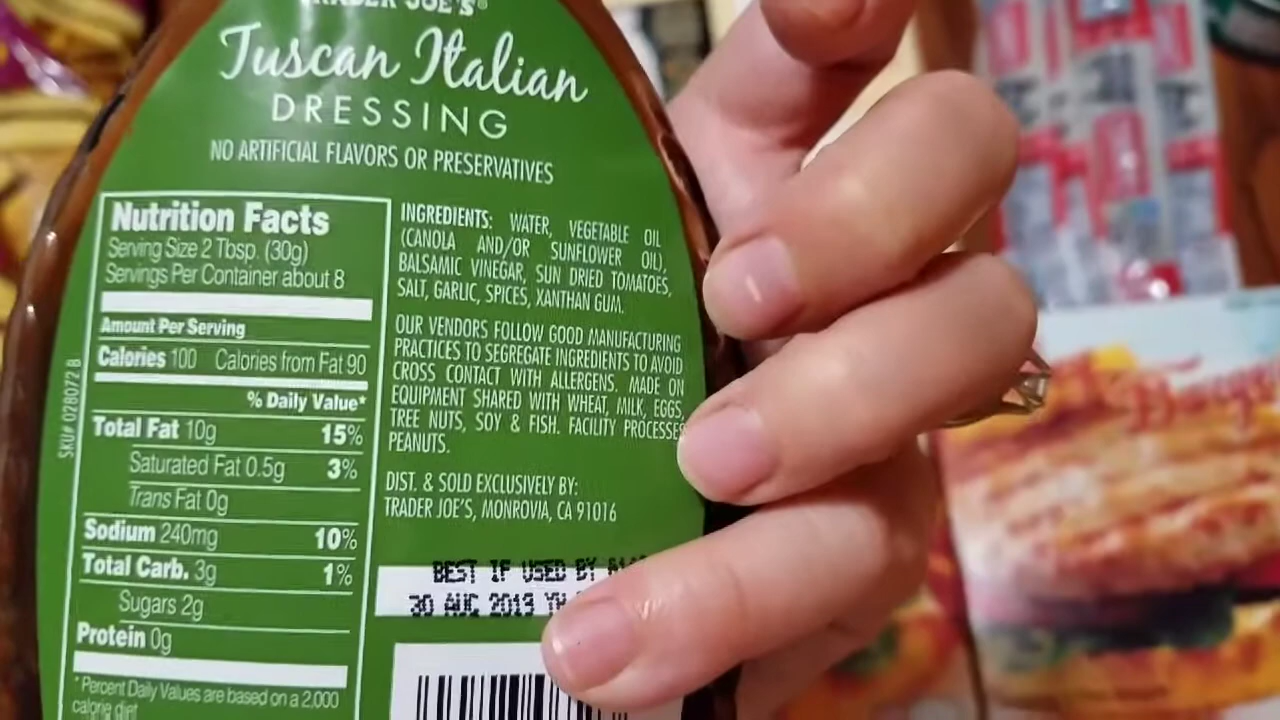 TRADER JOE'S®
Tuscan Italian
DRESSING
NO ARTIFICIAL FLAVORS OR PRESERVATIVES
Nutrition Facts
Serving Size 2 Tbsp. (30g)
Servings Per Container about 8
Amount Per Serving
Calories 100 Calories from Fat 90
% Daily Value*
Total Fat 10g 15%
Saturated Fat 0.5g 3%
Trans Fat 0g
Sodium 240mg 10%
Total Carb. 3g 1%
Sugars 2g
Protein 0g
* Percent Daily Values are based on a 2,000
calorie diet
SKU# 028072 B
INGREDIENTS: WATER, VEGETABLE OIL
(CANOLA AND/OR SUNFLOWER OIL),
BALSAMIC VINEGAR, SUN DRIED TOMATOES,
SALT, GARLIC, SPICES, XANTHAN GUM.
OUR VENDORS FOLLOW GOOD MANUFACTURING
PRACTICES TO SEGREGATE INGREDIENTS TO AVOID
CROSS CONTACT WITH ALLERGENS. MADE ON
EQUIPMENT SHARED WITH WHEAT, MILK, EGGS,
TREE NUTS, SOY & FISH. FACILITY PROCESSES
PEANUTS.
DIST. & SOLD EXCLUSIVELY BY:
TRADER JOE'S, MONROVIA, CA 91016
BEST IF USED BY
30 AUG 2019